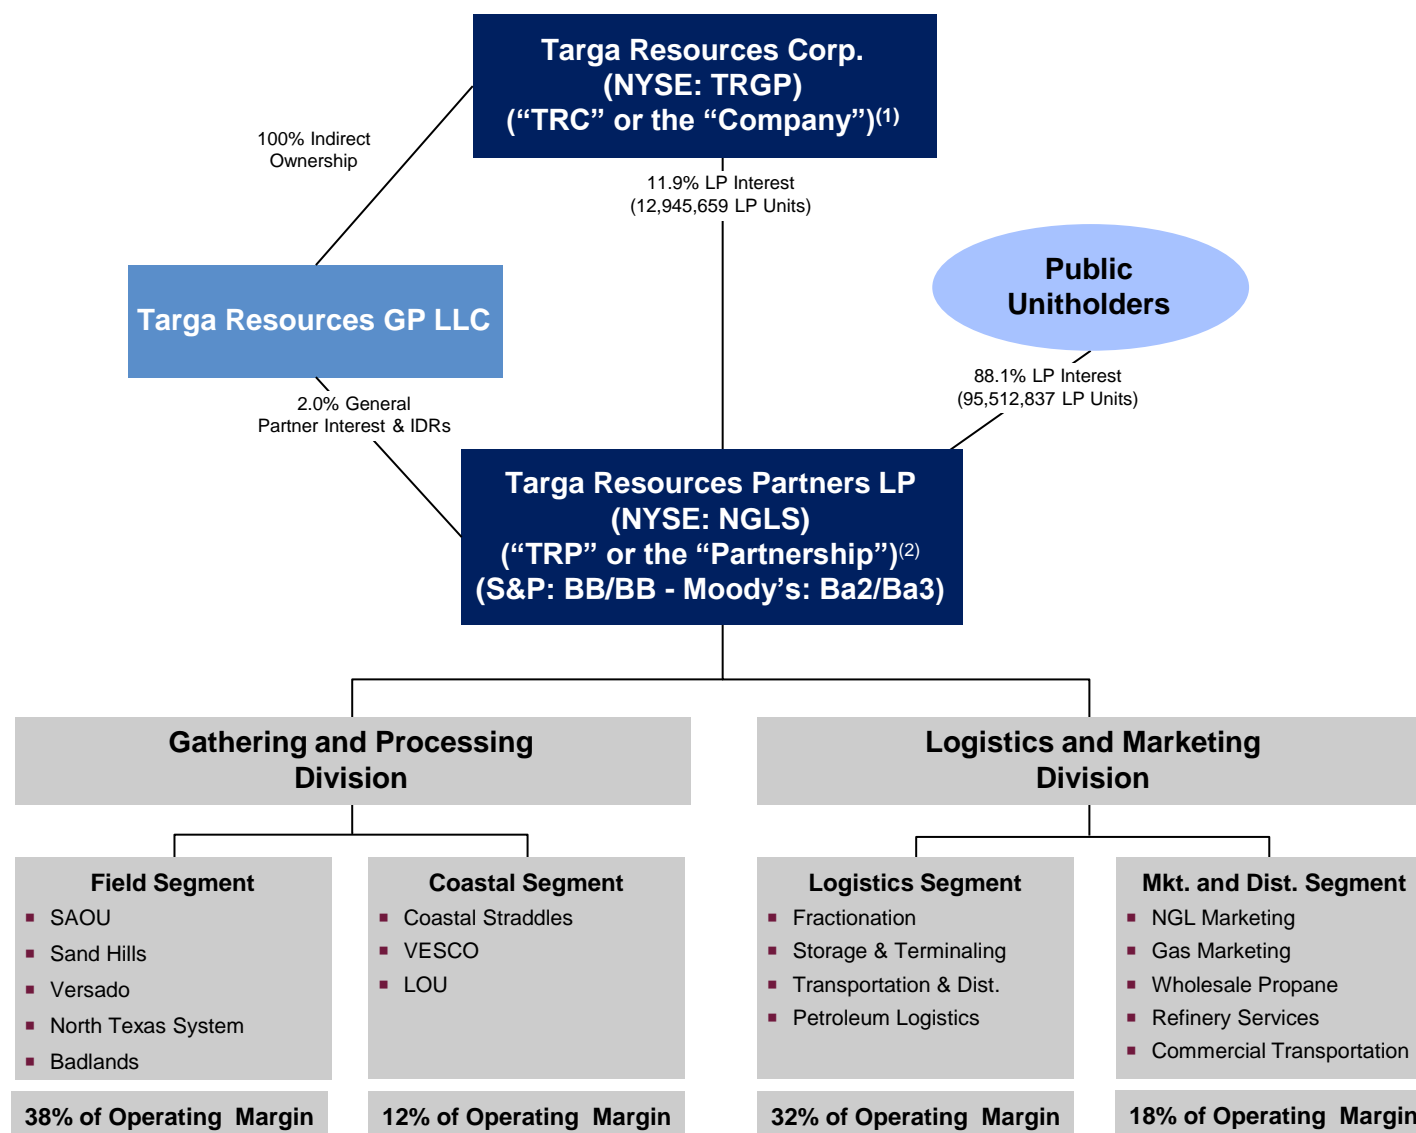 Targa Resources Corp.
(NYSE: TRGP)
(“TRC” or the “Company”)(1)
100% Indirect
Ownership
11.9% LP Interest
(12,945,659 LP Units)
Public
Unitholders
Targa Resources GP LLC
88.1% LP Interest
(95,512,837 LP Units)
2.0% General
Partner Interest & IDRs
Targa Resources Partners LP
(NYSE: NGLS)
(“TRP” or the “Partnership”)(2)
(S&P: BB/BB - Moody’s: Ba2/Ba3)
Gathering and Processing
Division
Logistics and Marketing
Division
Field Segment
▪ SAOU
▪ Sand Hills
▪ Versado
▪ North Texas System
▪ Badlands
38% of Operating Margin
Coastal Segment
▪ Coastal Straddles
▪ VESCO
▪ LOU
12% of Operating Margin
Logistics Segment
▪ Fractionation
▪ Storage & Terminaling
▪ Transportation & Dist.
▪ Petroleum Logistics
32% of Operating Margin
Mkt. and Dist. Segment
▪ NGL Marketing
▪ Gas Marketing
▪ Wholesale Propane
▪ Refinery Services
▪ Commercial Transportation
18% of Operating Margin